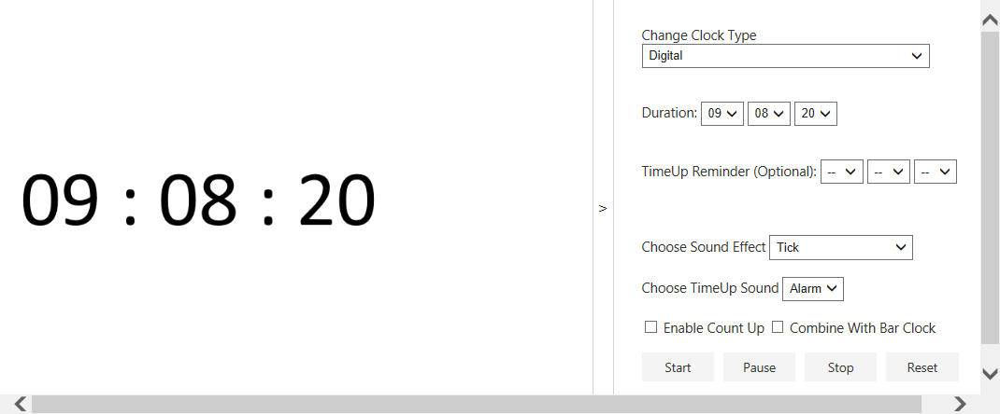 09 : 08 : 20
>
Change Clock Type
Digital
Duration: 09 08 20
TimeUp Reminder (Optional): -- -- --
Choose Sound Effect Tick
Choose TimeUp Sound Alarm
Enable Count Up Combine With Bar Clock
Start Pause Stop Reset